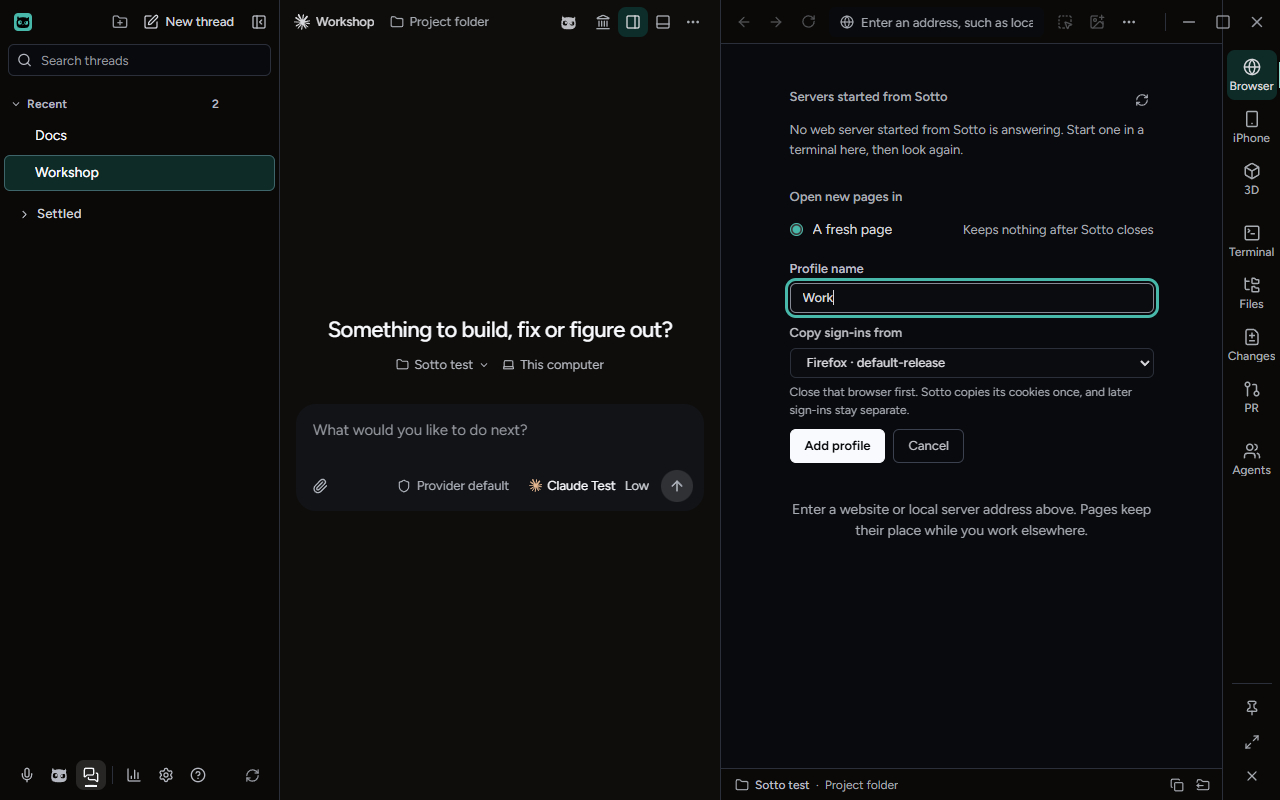 New thread
Search threads
Recent 2
Docs
Workshop
Settled
Workshop Project folder
Something to build, fix or figure out?
Sotto test This computer
What would you like to do next?
Provider default Claude Test Low
Enter an address, such as loca
Servers started from Sotto
No web server started from Sotto is answering. Start one in a
terminal here, then look again.
Open new pages in
A fresh page Keeps nothing after Sotto closes
Profile name
Work
Copy sign-ins from
Firefox · default-release
Close that browser first. Sotto copies its cookies once, and later
sign-ins stay separate.
Add profile Cancel
Enter a website or local server address above. Pages keep
their place while you work elsewhere.
Sotto test · Project folder
Browser
iPhone
3D
Terminal
Files
Changes
PR
Agents